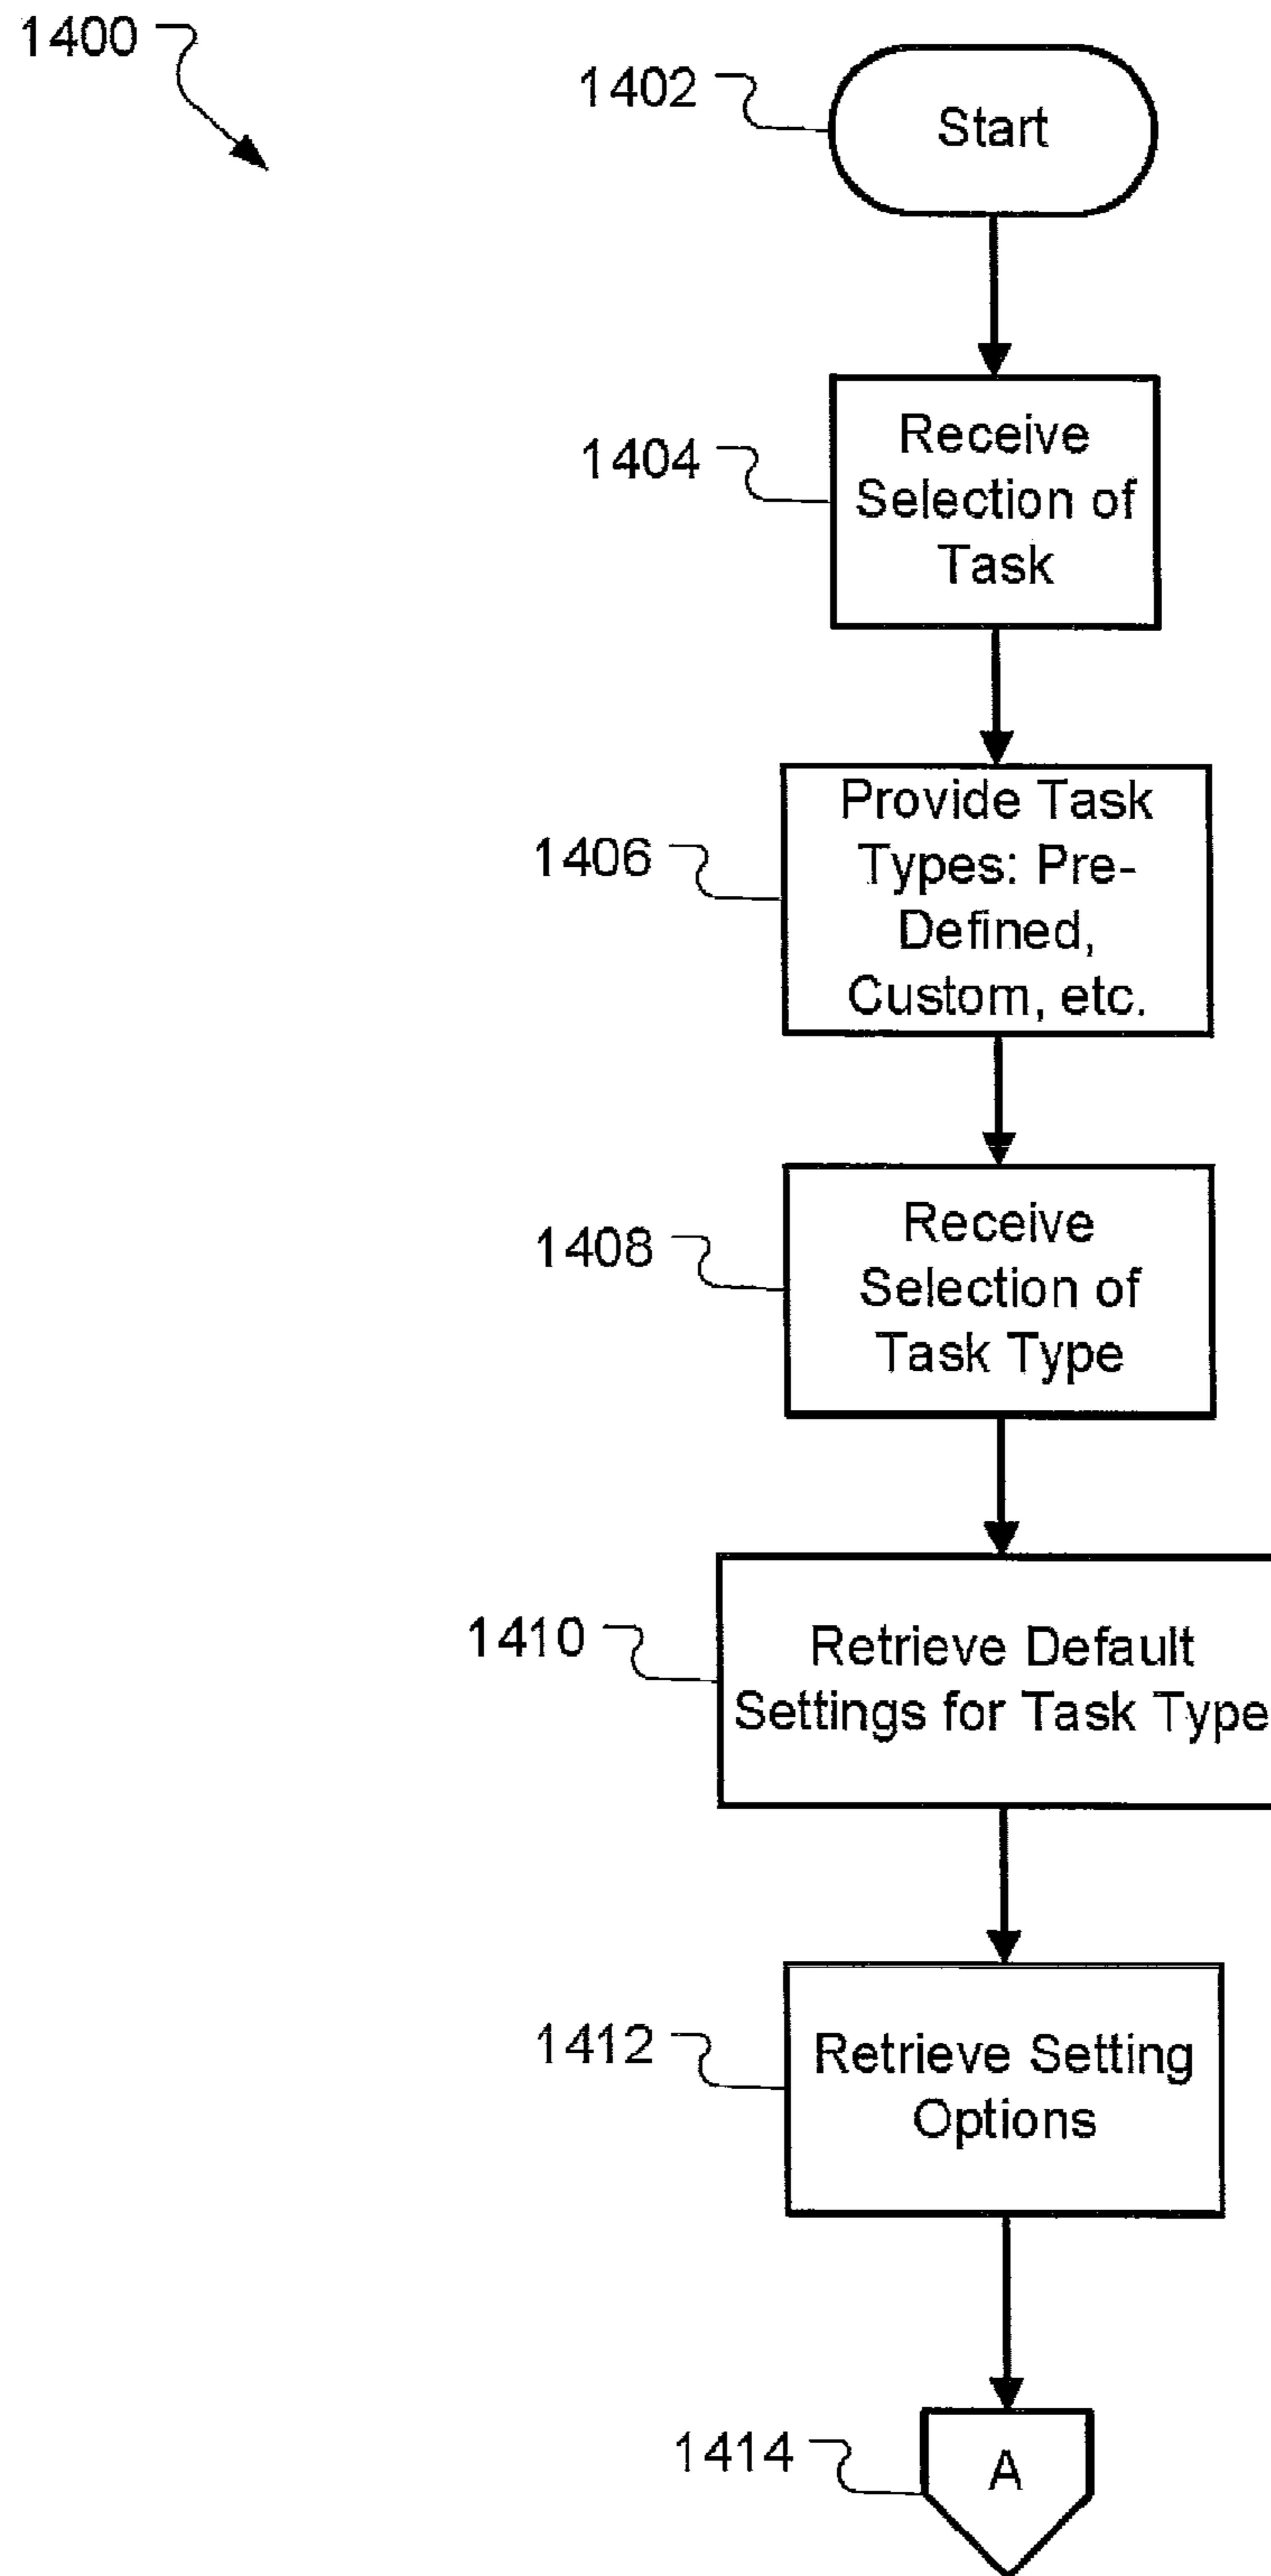 1400
1402
Start
1404
Receive
Selection of
Task
1406
Provide Task
Types: Pre-
Defined,
Custom, etc.
1408
Receive
Selection of
Task Type
1410
Retrieve Default
Settings for Task Type
1412
Retrieve Setting
Options
1414
A